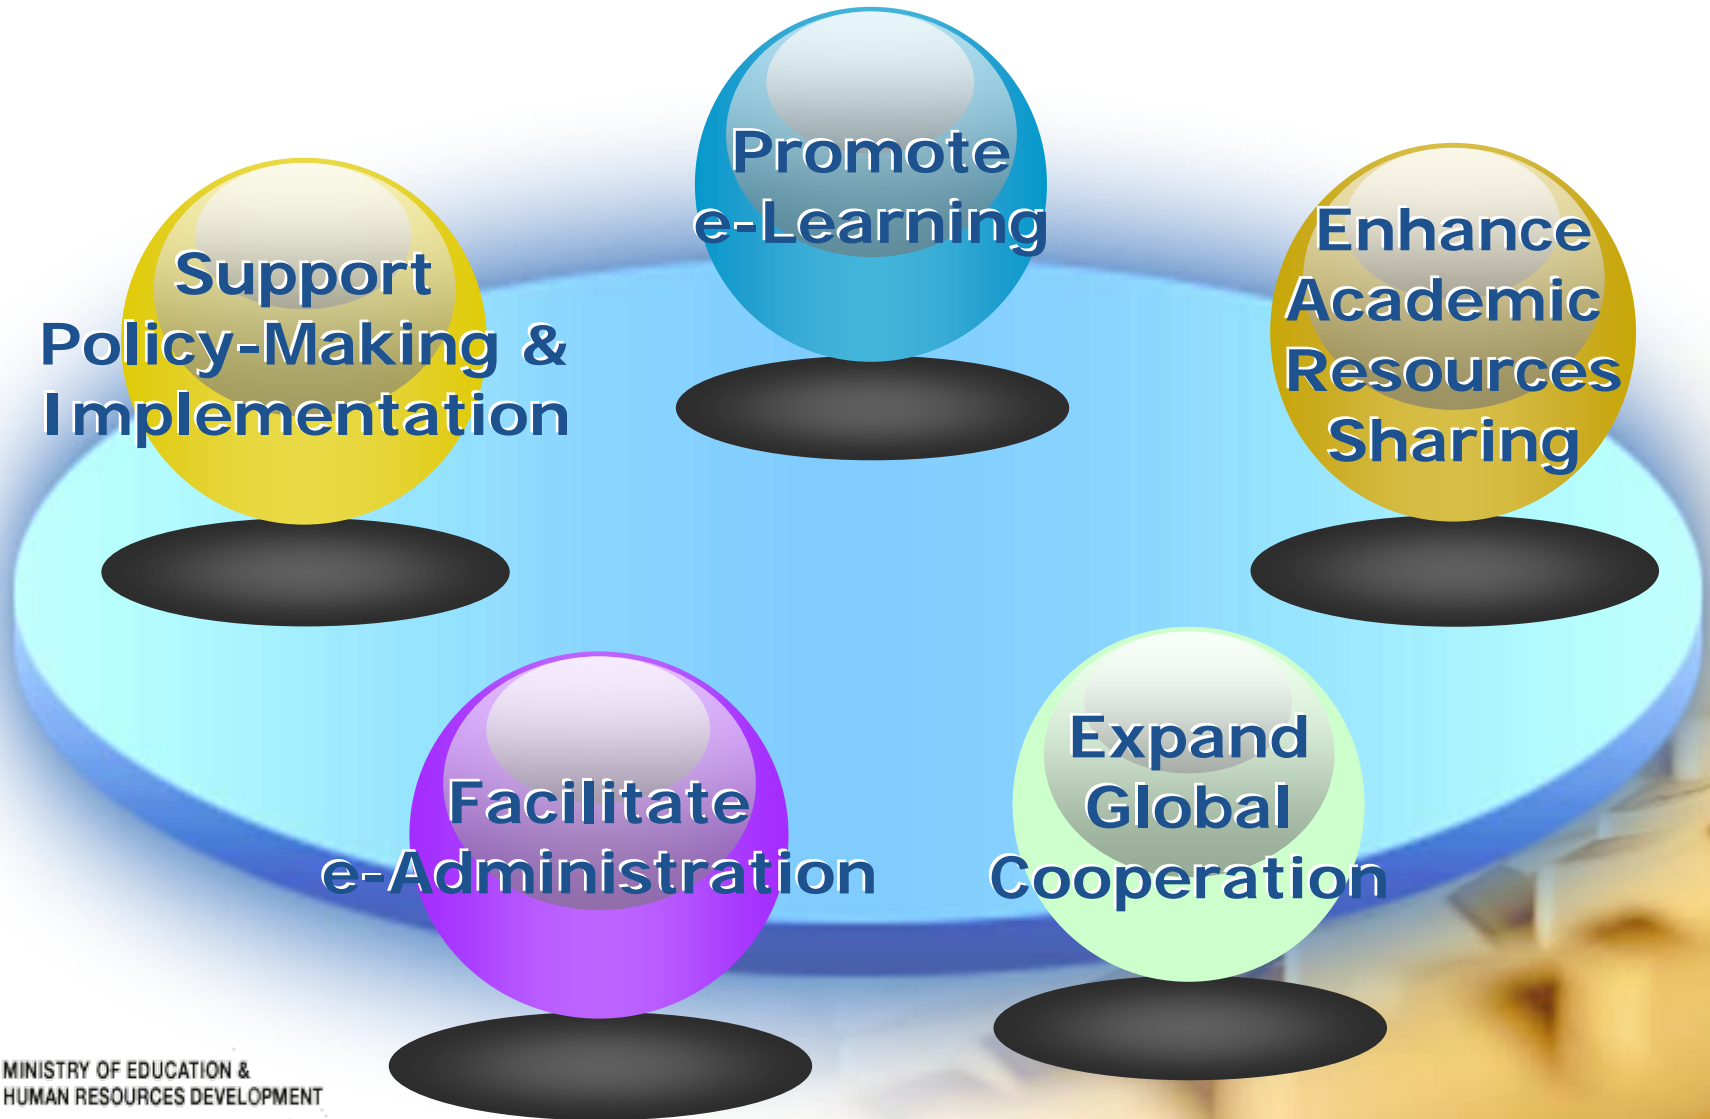 Promote
e-Learning
Support
Policy-Making &
Implementation
Enhance
Academic
Resources
Sharing
Facilitate
e-Administration
Expand
Global
Cooperation
MINISTRY OF EDUCATION &
HUMAN RESOURCES DEVELOPMENT